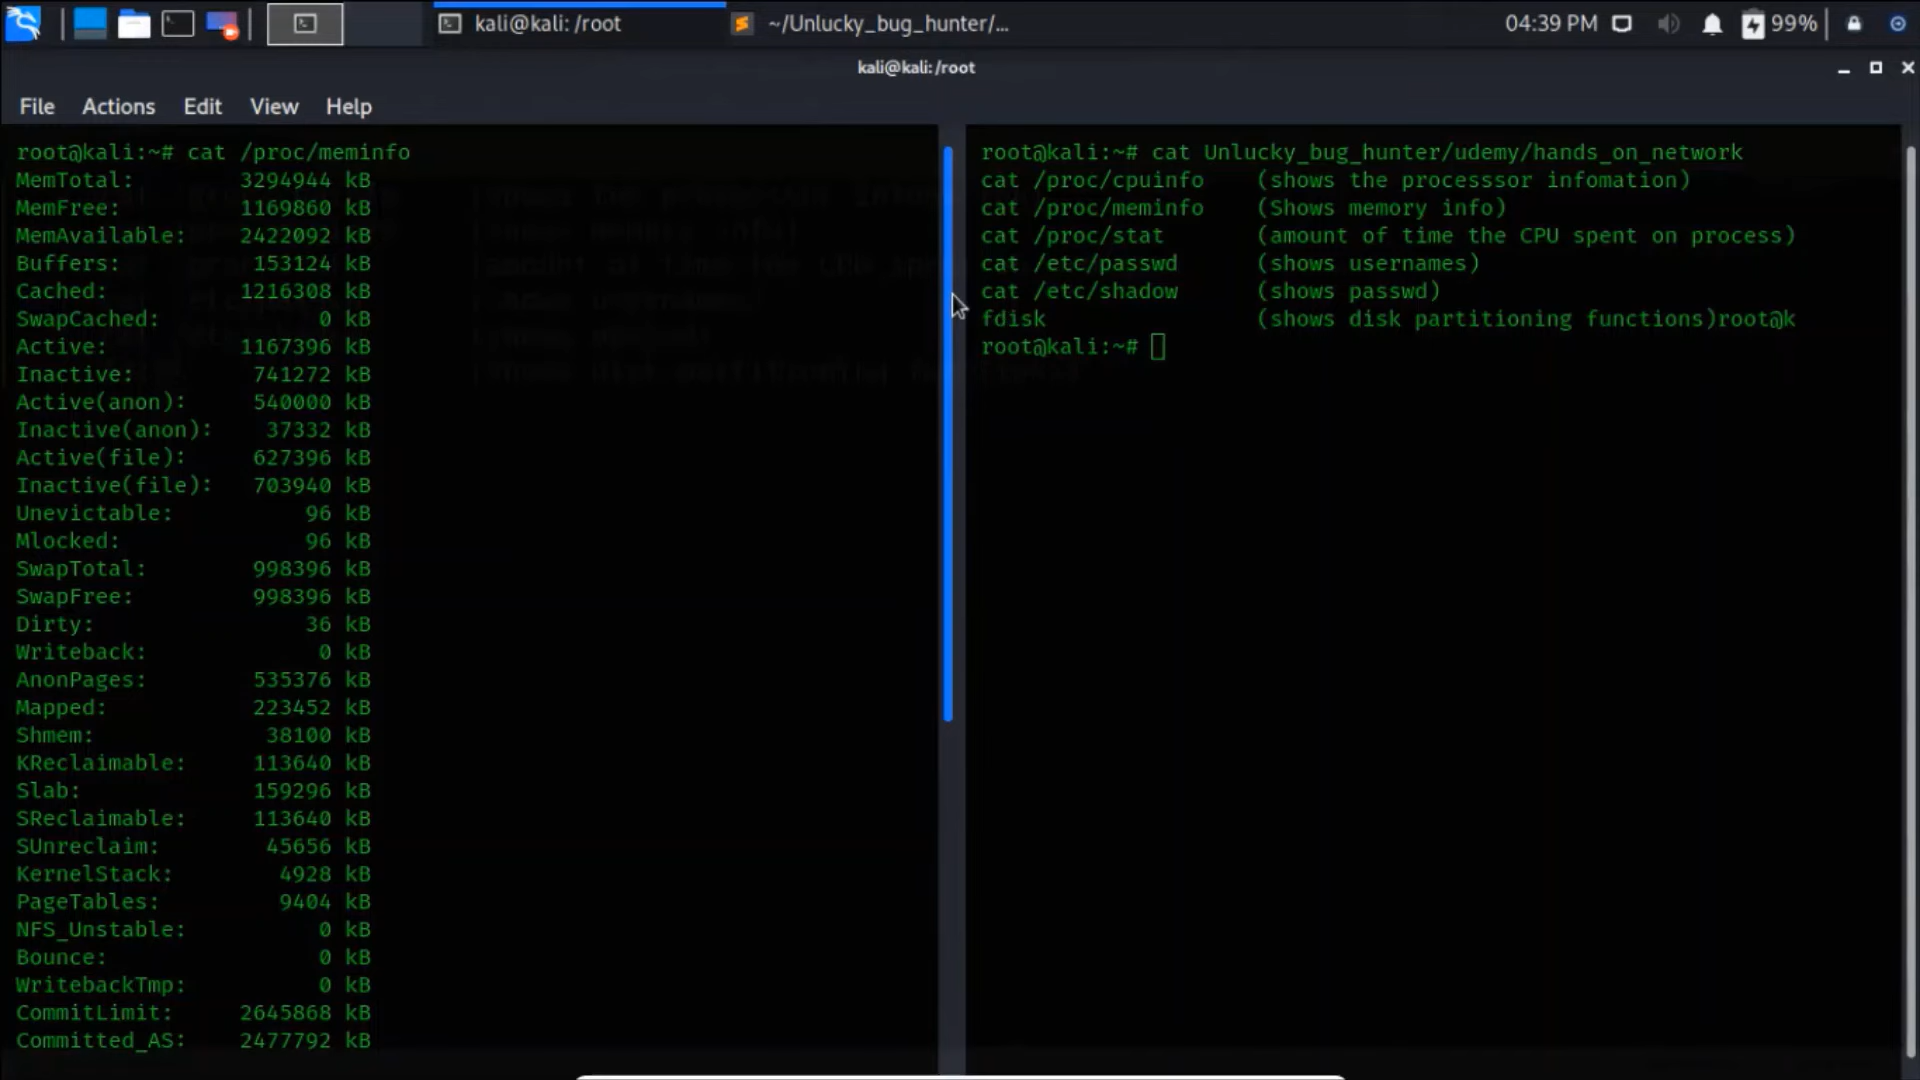 kali@kali: /root
~/Unlucky_bug_hunter/...
04:39 PM
99%
kali@kali:/root
File Actions Edit View Help
root@kali:~# cat /proc/meminfo
MemTotal: 3294944 kB
MemFree: 1169860 kB
MemAvailable: 2422092 kB
Buffers: 153124 kB
Cached: 1216308 kB
SwapCached: 0 kB
Active: 1167396 kB
Inactive: 741272 kB
Active(anon): 540000 kB
Inactive(anon): 37332 kB
Active(file): 627396 kB
Inactive(file): 703940 kB
Unevictable: 96 kB
Mlocked: 96 kB
SwapTotal: 998396 kB
SwapFree: 998396 kB
Dirty: 36 kB
Writeback: 0 kB
AnonPages: 535376 kB
Mapped: 223452 kB
Shmem: 38100 kB
KReclaimable: 113640 kB
Slab: 159296 kB
SReclaimable: 113640 kB
SUnreclaim: 45656 kB
KernelStack: 4928 kB
PageTables: 9404 kB
NFS_Unstable: 0 kB
Bounce: 0 kB
WritebackTmp: 0 kB
CommitLimit: 2645868 kB
Committed_AS: 2477792 kB
root@kali:~# cat Unlucky_bug_hunter/udemy/hands_on_network
cat /proc/cpuinfo (shows the processsor infomation)
cat /proc/meminfo (Shows memory info)
cat /proc/stat (amount of time the CPU spent on process)
cat /etc/passwd (shows usernames)
cat /etc/shadow (shows passwd)
fdisk (shows disk partitioning functions)root@k
root@kali:~#